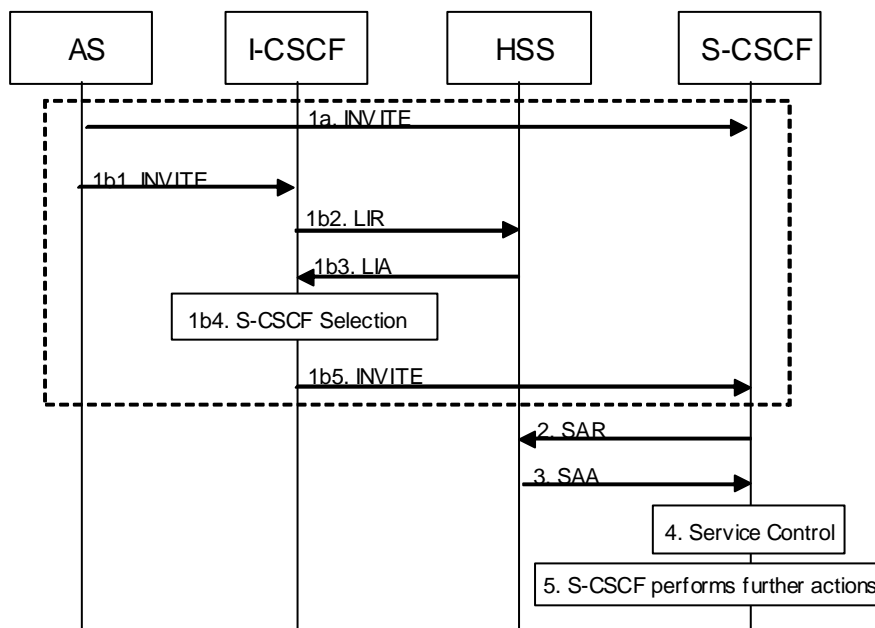 AS
I-CSCF
HSS
S-CSCF
1a. INVITE
1b1. INVITE
1b2. LIR
1b3. LIA
1b4. S-CSCF Selection
1b5. INVITE
2. SAR
3. SAA
4. Service Control
5. S-CSCF performs further actions